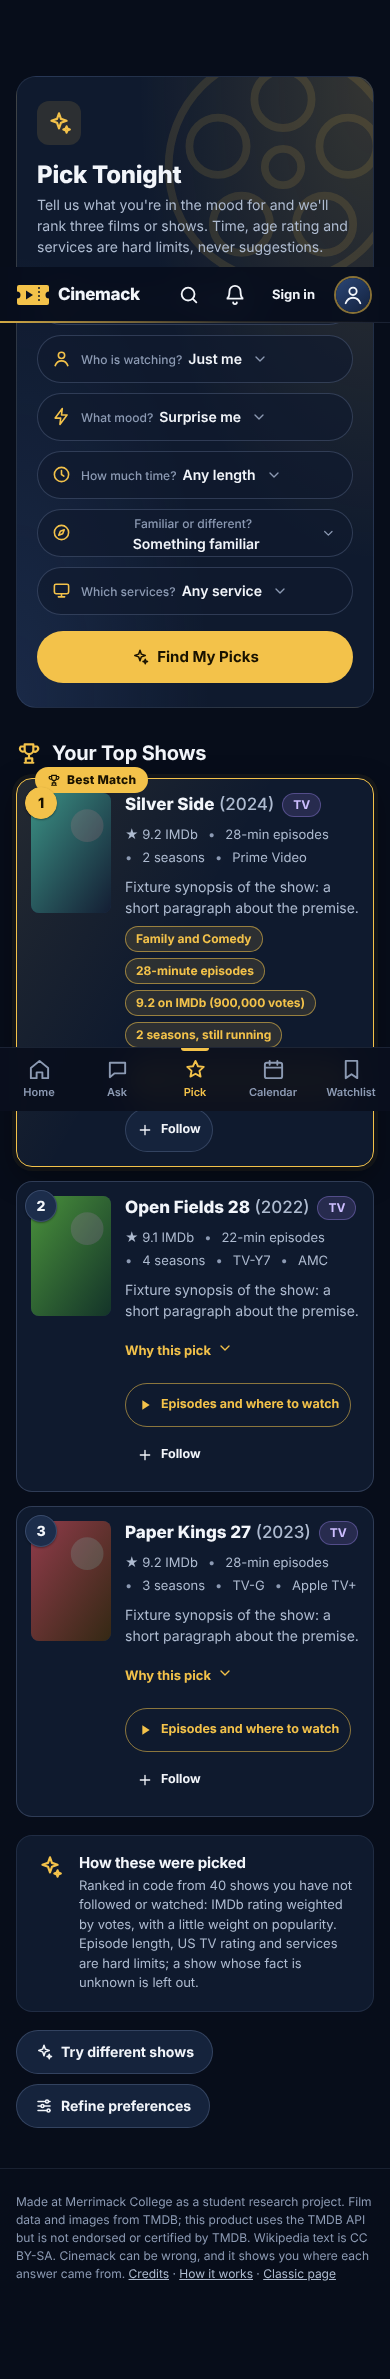 Pick Tonight
Tell us what you're in the mood for and we'll
rank three films or shows. Time, age rating and
services are hard limits, never suggestions.
Cinemack
Sign in
Who is watching? Just me
What mood? Surprise me
How much time? Any length
Familiar or different?
Something familiar
Which services? Any service
Find My Picks
Your Top Shows
Best Match
1
Silver Side (2024) TV
★ 9.2 IMDb • 28-min episodes
• 2 seasons • Prime Video
Fixture synopsis of the show: a
short paragraph about the premise.
Family and Comedy
28-minute episodes
9.2 on IMDb (900,000 votes)
2 seasons, still running
Home
Ask
Pick
Calendar
Watchlist
+ Follow
2
Open Fields 28 (2022) TV
★ 9.1 IMDb • 22-min episodes
• 4 seasons • TV-Y7 • AMC
Fixture synopsis of the show: a
short paragraph about the premise.
Why this pick
Episodes and where to watch
+ Follow
3
Paper Kings 27 (2023) TV
★ 9.2 IMDb • 28-min episodes
• 3 seasons • TV-G • Apple TV+
Fixture synopsis of the show: a
short paragraph about the premise.
Why this pick
Episodes and where to watch
+ Follow
How these were picked
Ranked in code from 40 shows you have not
followed or watched: IMDb rating weighted
by votes, with a little weight on popularity.
Episode length, US TV rating and services
are hard limits; a show whose fact is
unknown is left out.
Try different shows
Refine preferences
Made at Merrimack College as a student research project. Film
data and images from TMDB; this product uses the TMDB API
but is not endorsed or certified by TMDB. Wikipedia text is CC
BY-SA. Cinemack can be wrong, and it shows you where each
answer came from. Credits · How it works · Classic page